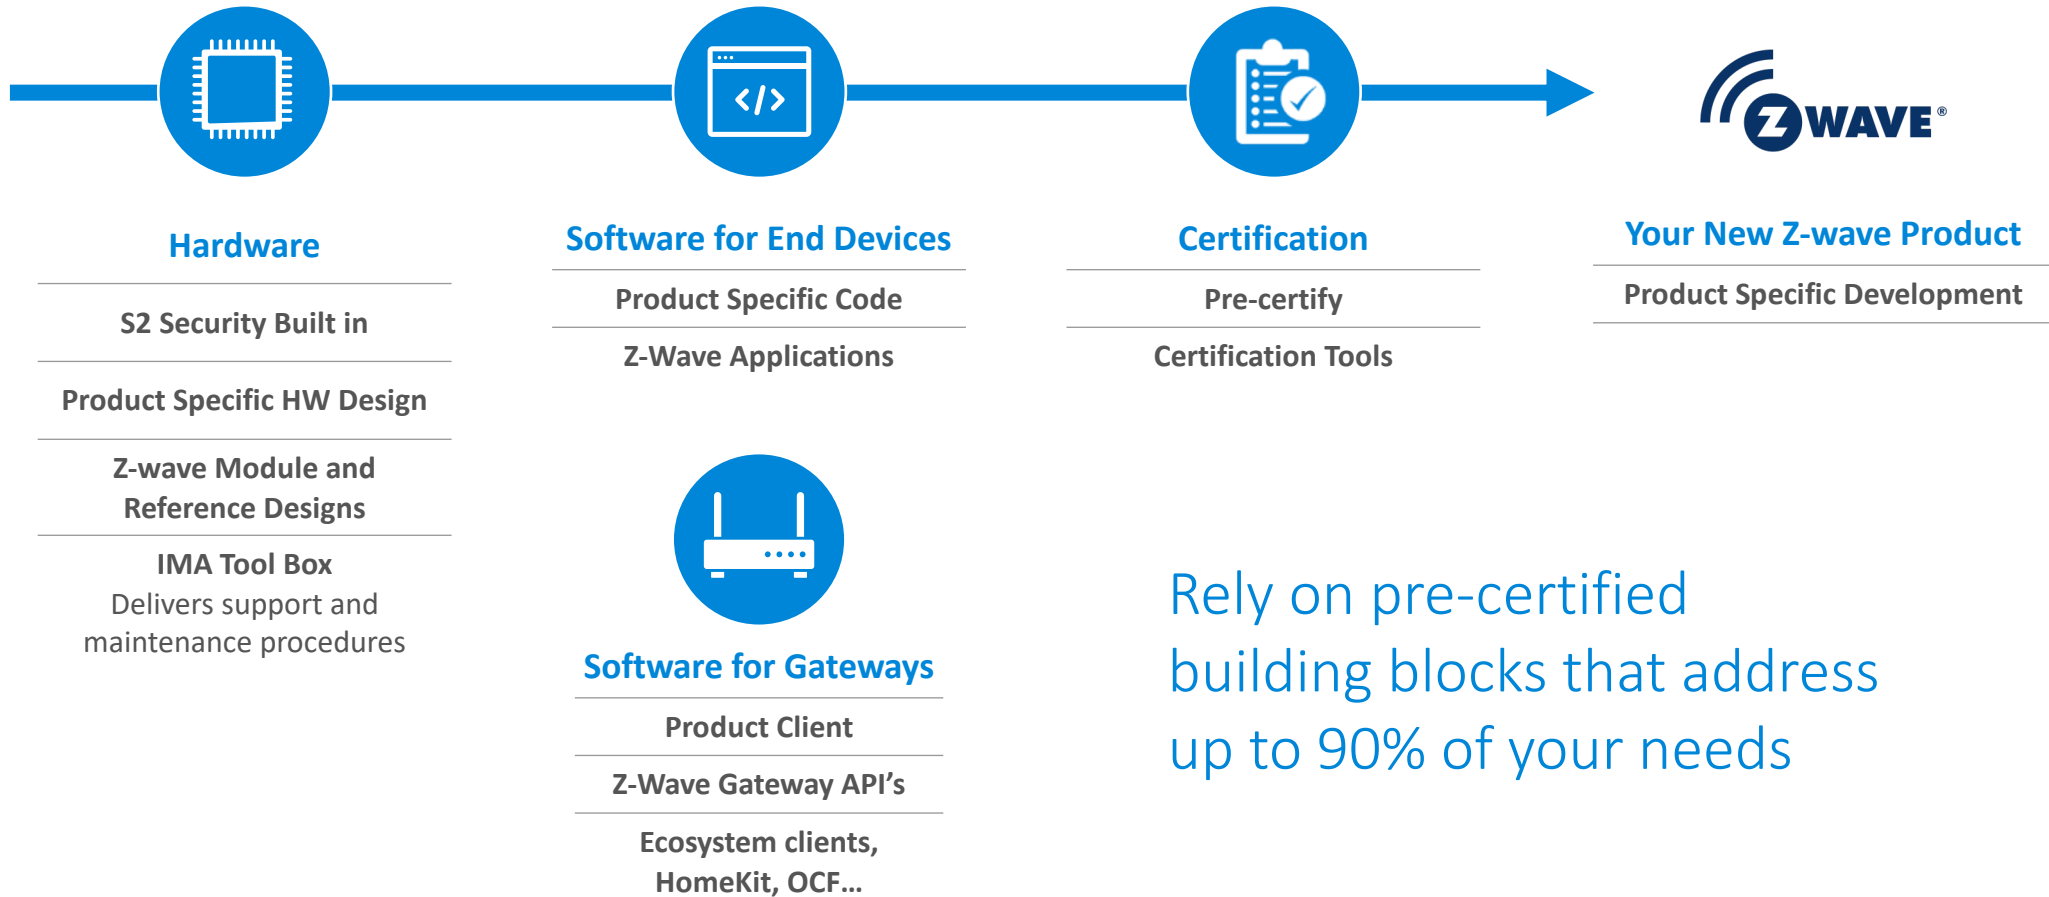 Z WAVE®
Hardware
S2 Security Built in
Product Specific HW Design
Z-wave Module and
Reference Designs
IMA Tool Box
Delivers support and
maintenance procedures
Software for End Devices
Product Specific Code
Z-Wave Applications
Software for Gateways
Product Client
Z-Wave Gateway API’s
Ecosystem clients,
HomeKit, OCF...
Certification
Pre-certify
Certification Tools
Your New Z-wave Product
Product Specific Development
Rely on pre-certified
building blocks that address
up to 90% of your needs